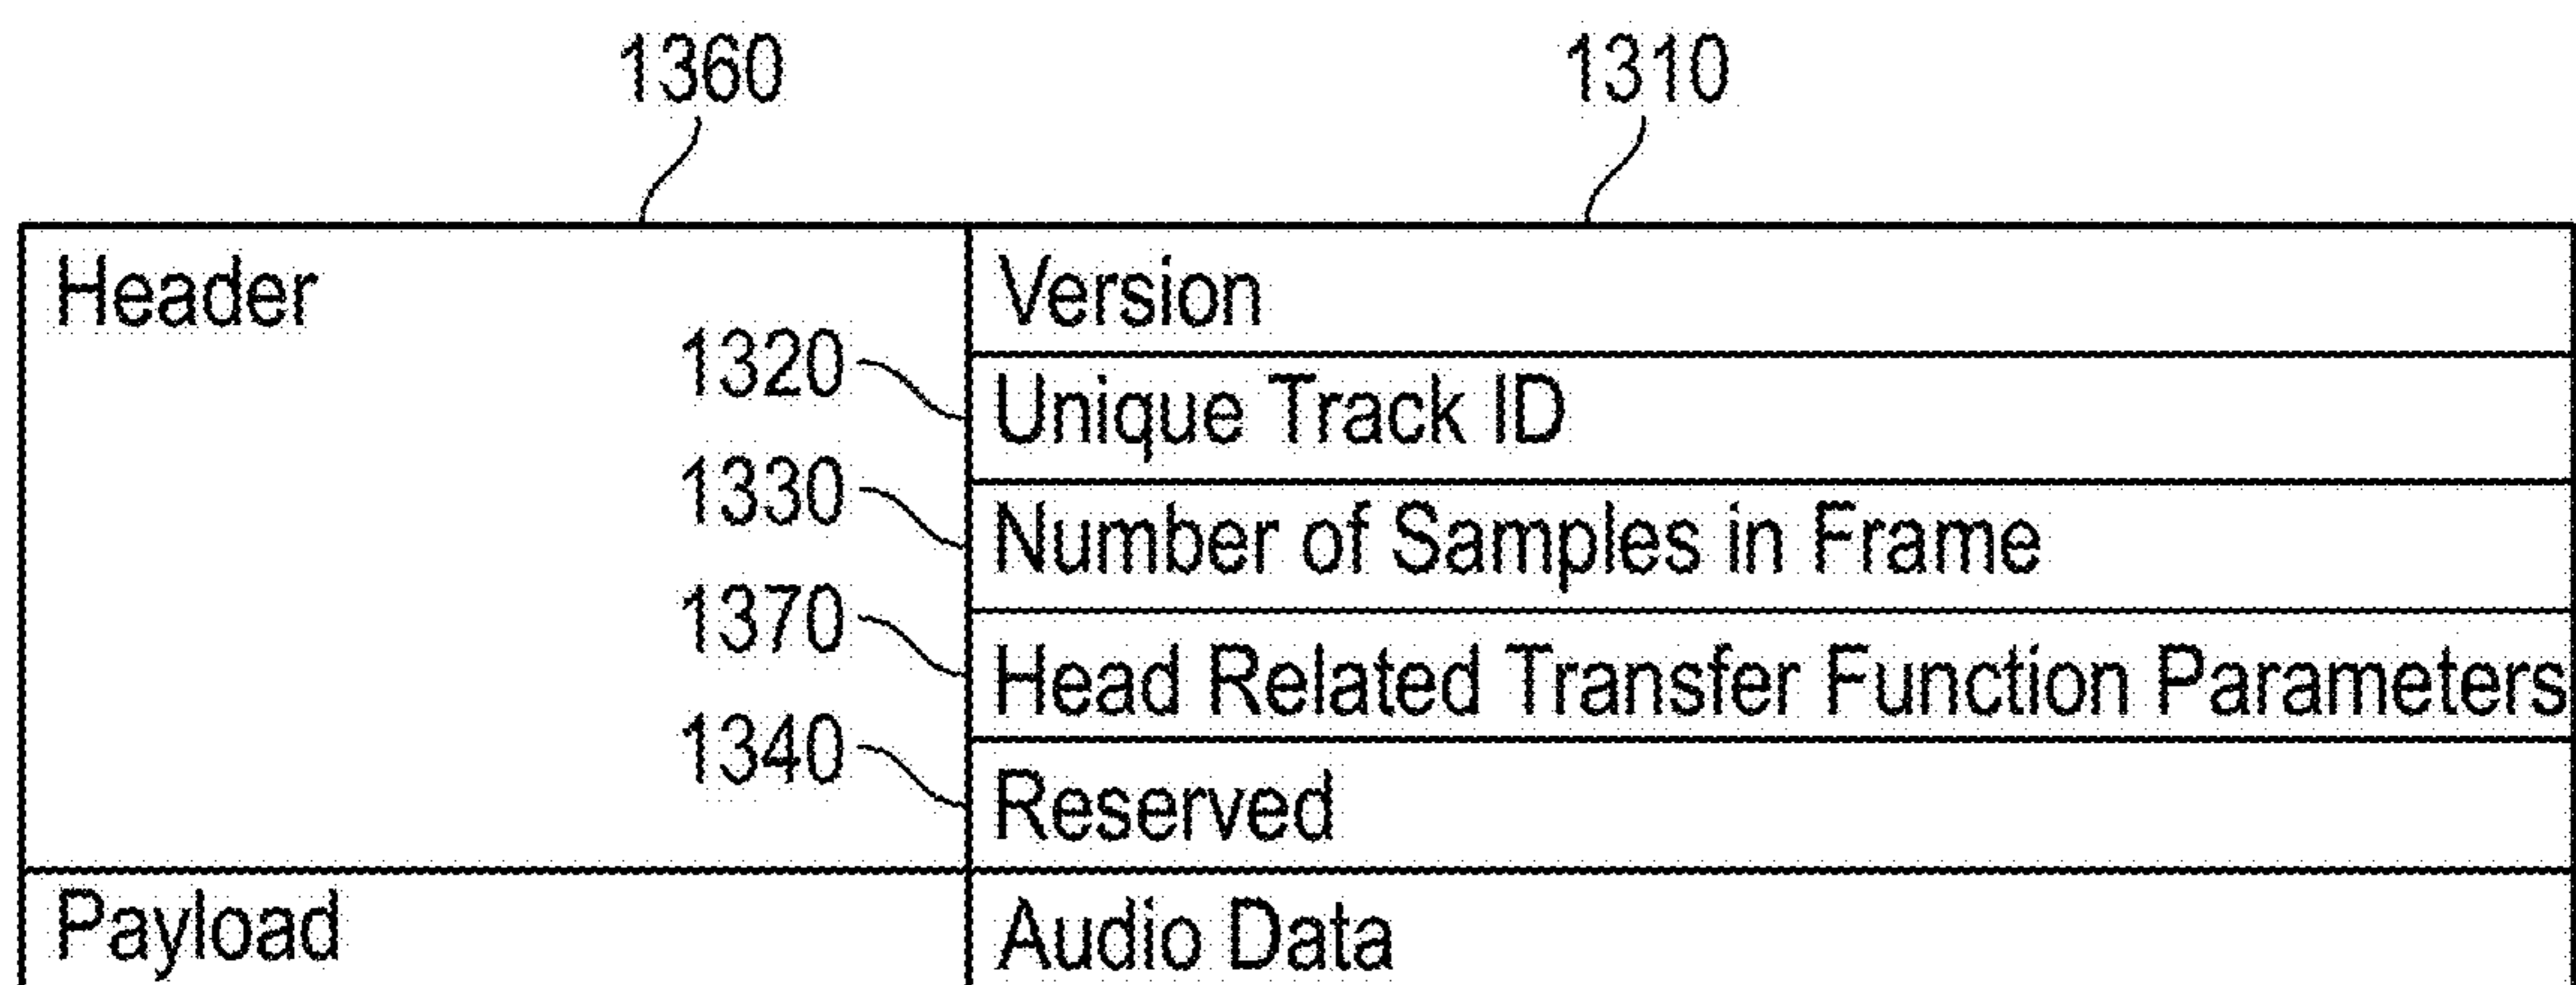 1360 1310
Header Version
1320 Unique Track ID
1330 Number of Samples in Frame
1370 Head Related Transfer Function Parameters
1340 Reserved
Payload Audio Data